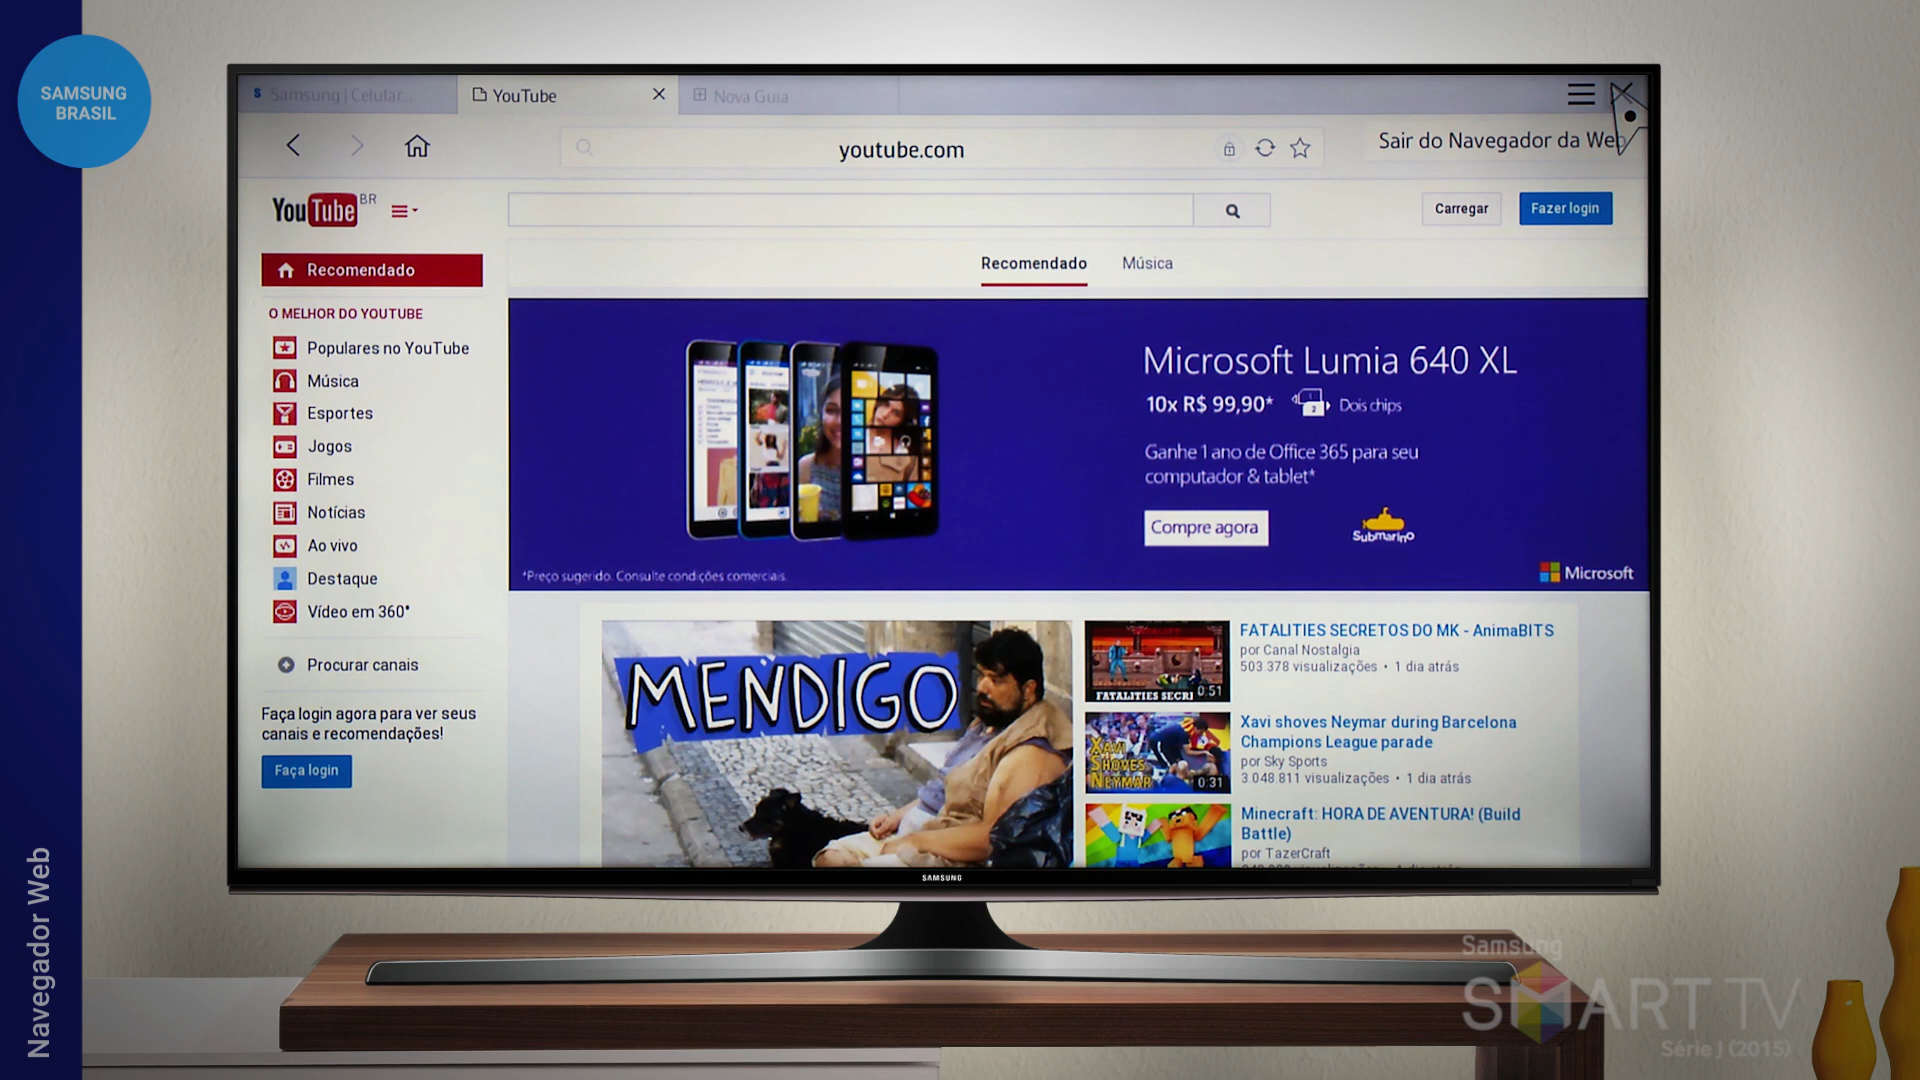 SAMSUNG
BRASIL
Navegador Web
Samsung | Celular...
YouTube
Nova Guia
youtube.com
Sair do Navegador da Web
YouTube BR
Carregar
Fazer login
Recomendado
O MELHOR DO YOUTUBE
Populares no YouTube
Música
Esportes
Jogos
Filmes
Notícias
Ao vivo
Destaque
Vídeo em 360°
Procurar canais
Faça login agora para ver seus
canais e recomendações!
Faça login
Recomendado
Música
Microsoft Lumia 640 XL
10x R$ 99,90*
Dois chips
Ganhe 1 ano de Office 365 para seu
computador & tablet*
Compre agora
Submarino
*Preço sugerido. Consulte condições comerciais.
Microsoft
MENDIGO
FATALITIES SECRI
0:51
FATALITIES SECRETOS DO MK - AnimaBITS
por Canal Nostalgia
503 378 visualizações • 1 dia atrás
XAVI
SHOVES
NEYMAR
0:31
Xavi shoves Neymar during Barcelona
Champions League parade
por Sky Sports
3 048 811 visualizações • 1 dia atrás
Minecraft: HORA DE AVENTURA! (Build
Battle)
por TazerCraft
SAMSUNG
Samsung
SMART TV
Série J (2015)